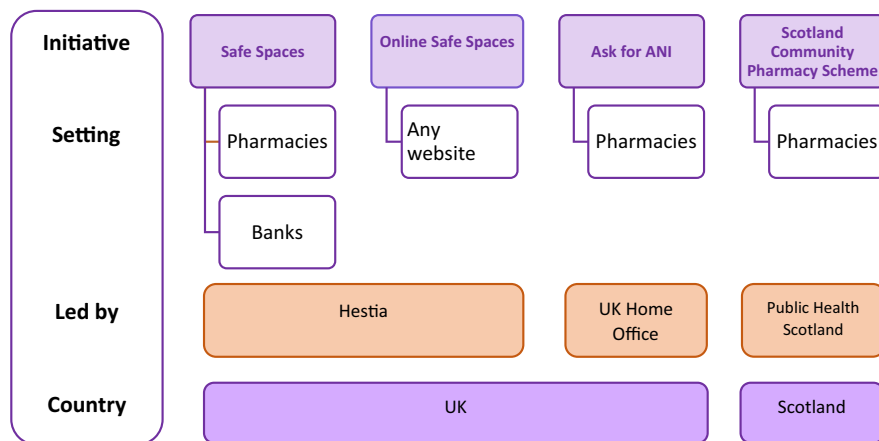 Initiative
Safe Spaces
Online Safe Spaces
Ask for ANI
Scotland
Community
Pharmacy Scheme
Setting
Pharmacies
Any
website
Pharmacies
Pharmacies
Banks
Led by
Hestia
UK Home
Office
Public Health
Scotland
Country
UK
Scotland